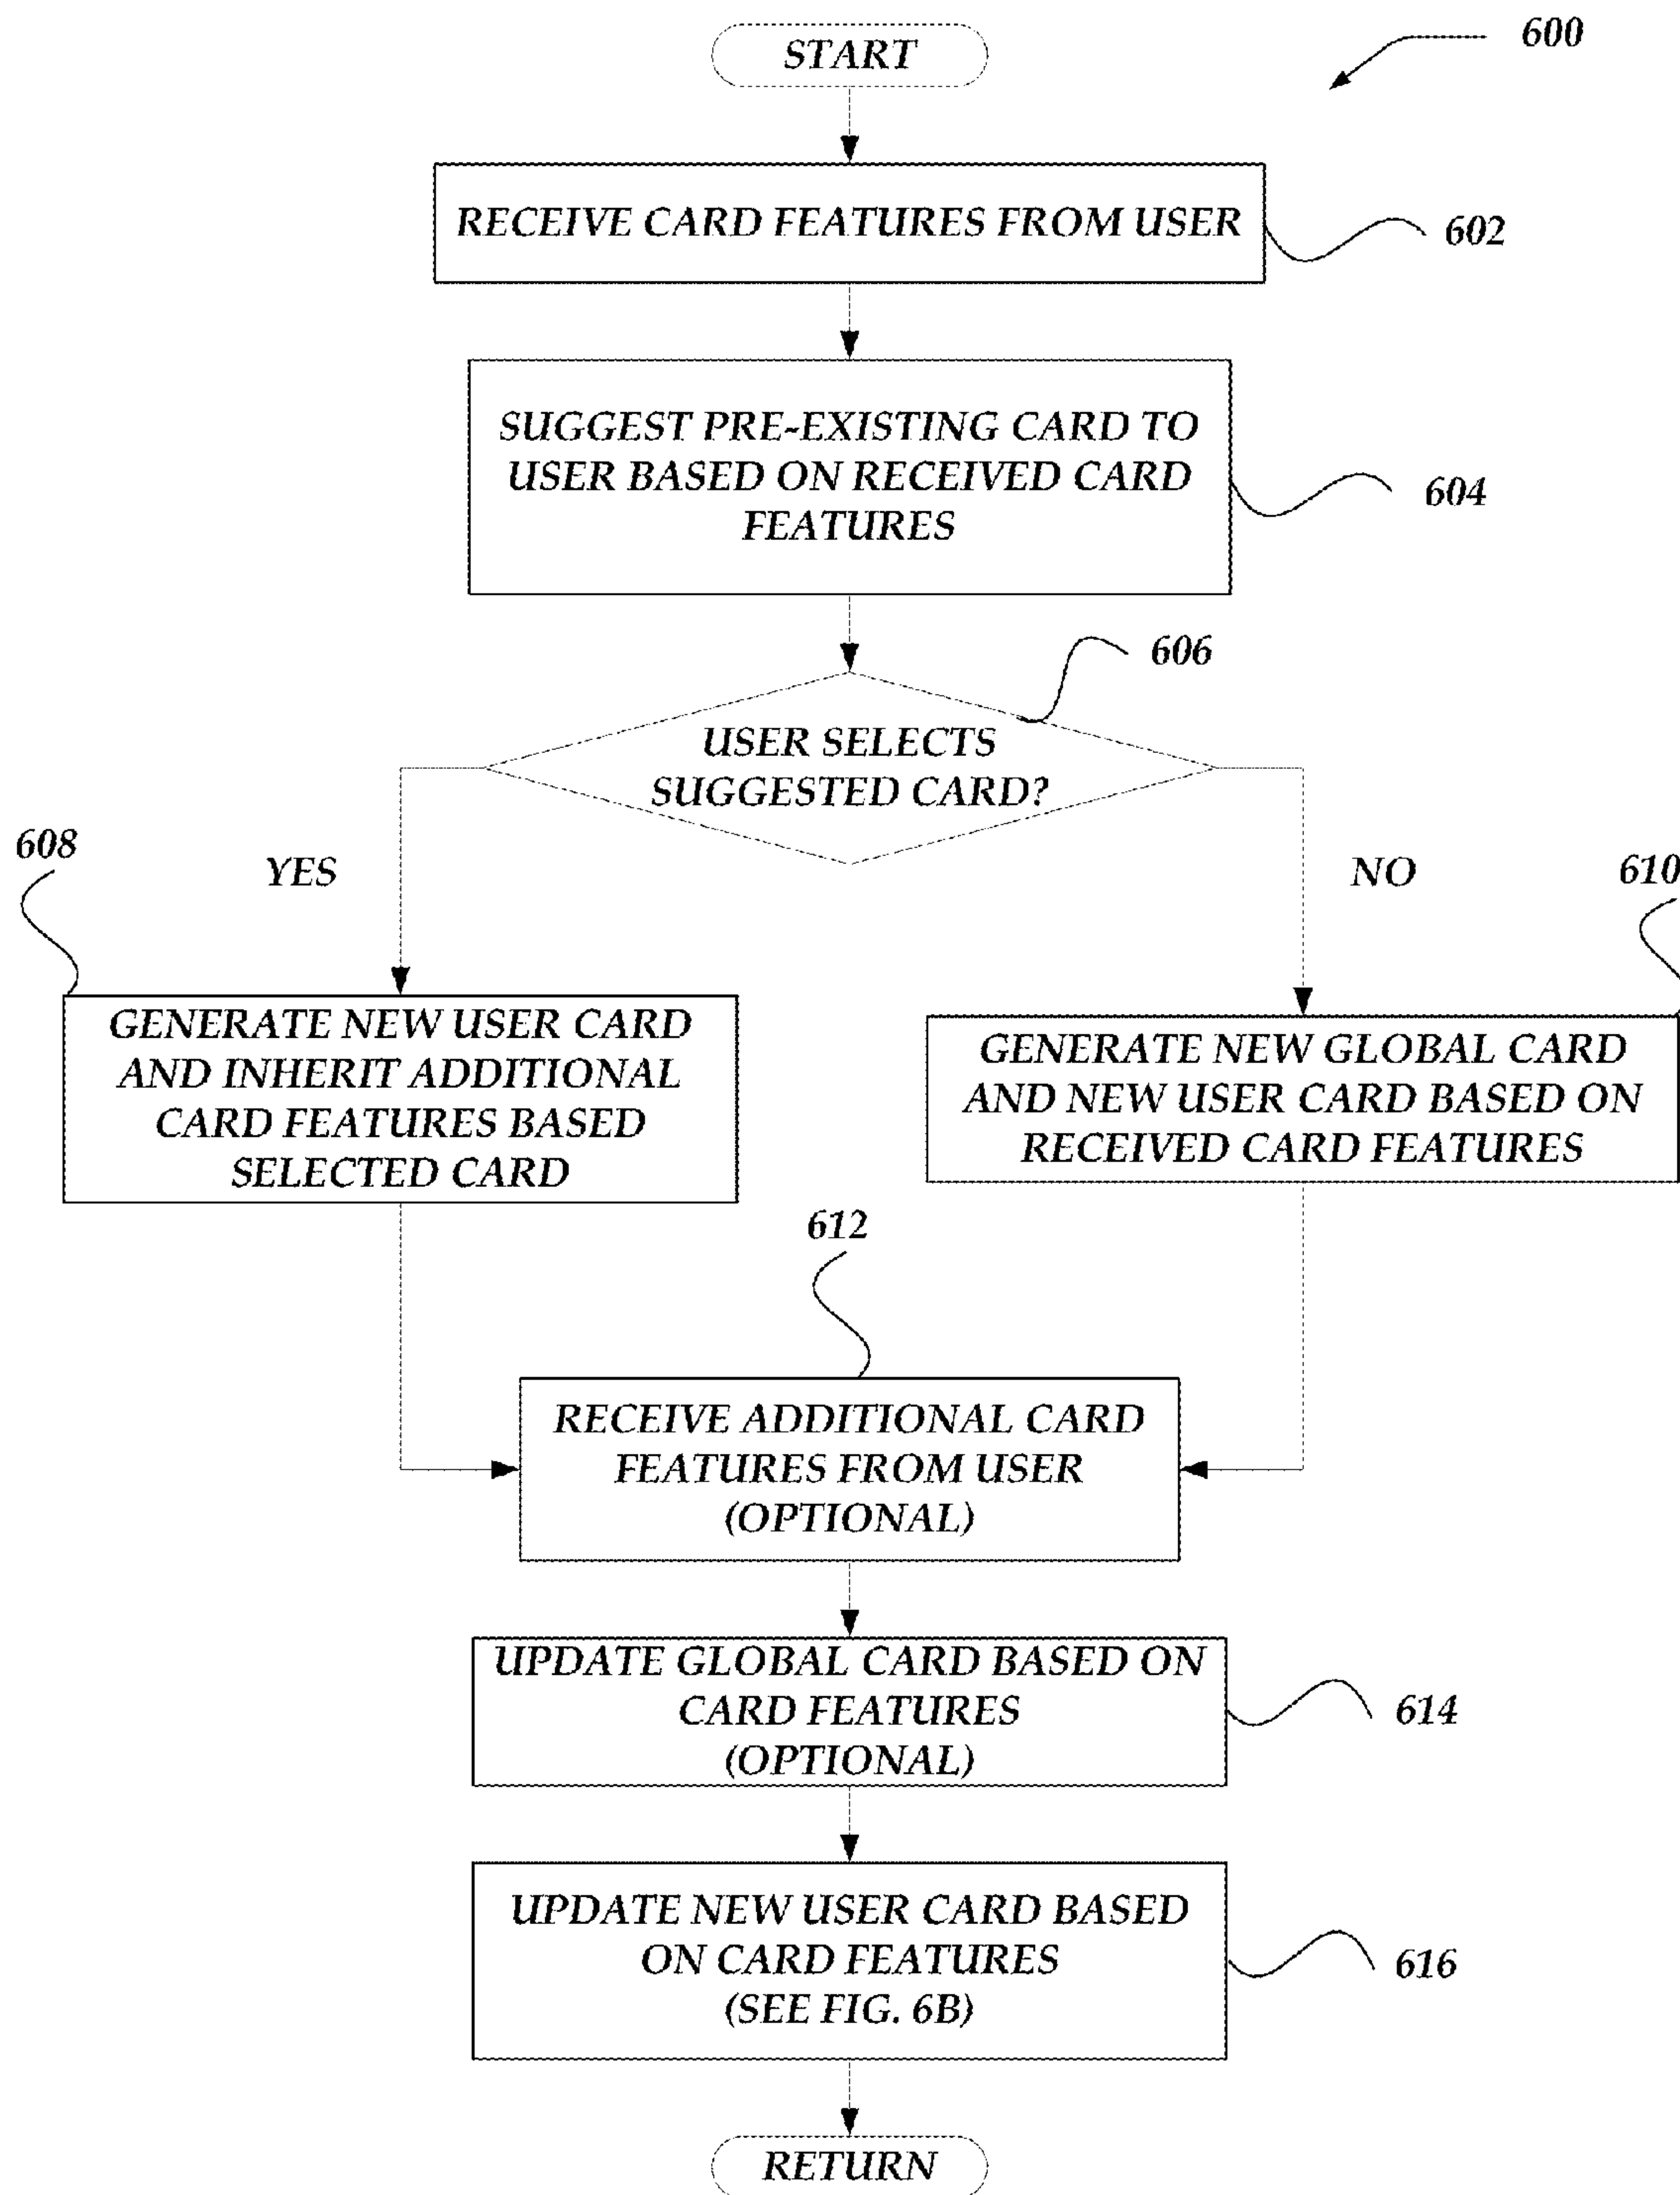 START
600
RECEIVE CARD FEATURES FROM USER
602
SUGGEST PRE-EXISTING CARD TO
USER BASED ON RECEIVED CARD
FEATURES
604
606
USER SELECTS
SUGGESTED CARD?
608
YES
NO
610
GENERATE NEW USER CARD
AND INHERIT ADDITIONAL
CARD FEATURES BASED
SELECTED CARD
GENERATE NEW GLOBAL CARD
AND NEW USER CARD BASED ON
RECEIVED CARD FEATURES
612
RECEIVE ADDITIONAL CARD
FEATURES FROM USER
(OPTIONAL)
UPDATE GLOBAL CARD BASED ON
CARD FEATURES
(OPTIONAL)
614
UPDATE NEW USER CARD BASED
ON CARD FEATURES
(SEE FIG. 6B)
616
RETURN